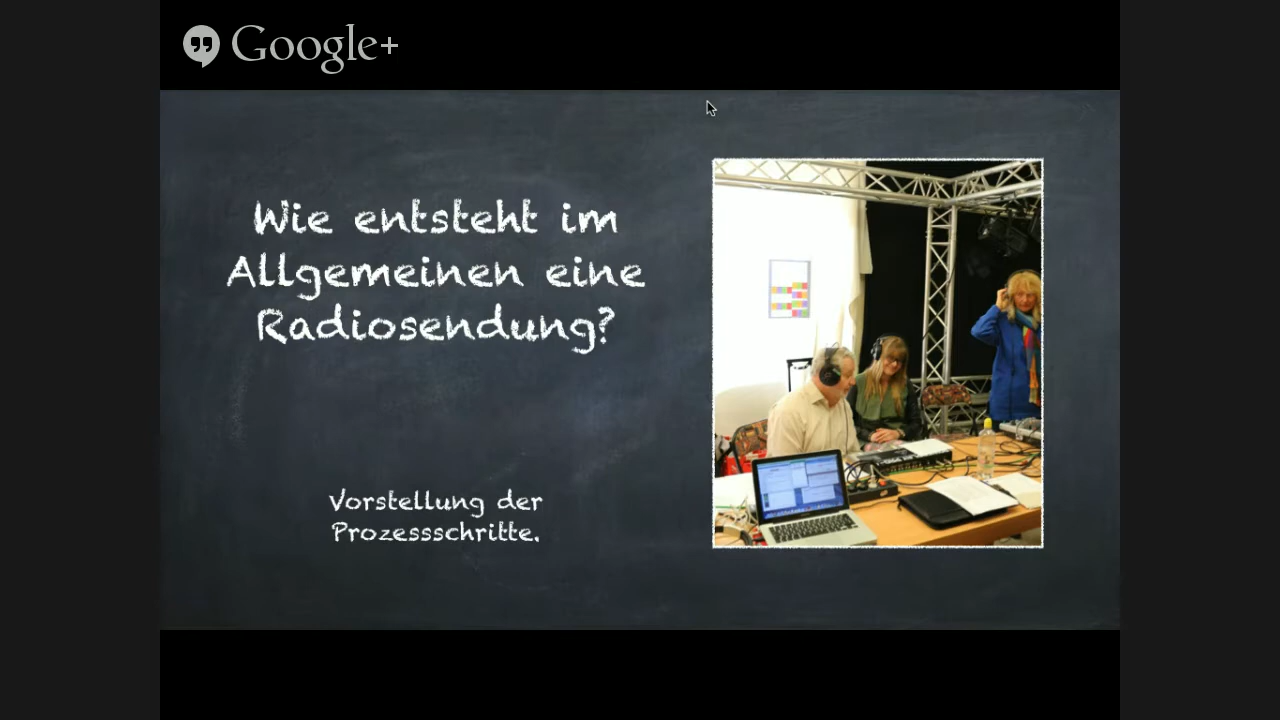 Google+
Wie entsteht im
Allgemeinen eine
Radiosendung?
Vorstellung der
Prozessschritte.